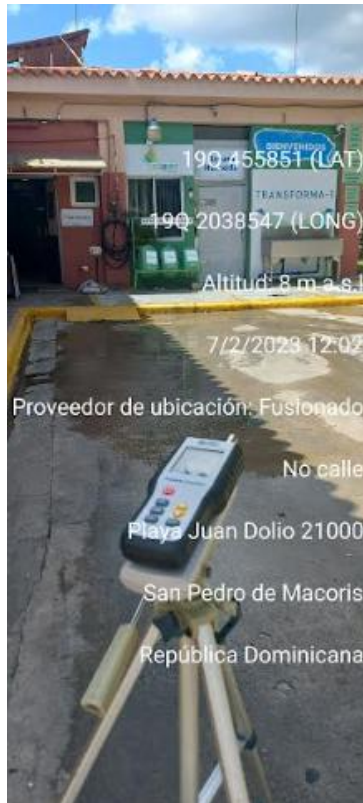 BIENVENIDOS
19Q 455851 (LAT)
TRANSFORMA-T
19Q 2038547 (LONG)
Altitud: 8 m.a.s.l
7/2/2023 12:02
Proveedor de ubicación: Fusionado
No calle
Playa Juan Dolio 21000
San Pedro de Macoris
República Dominicana